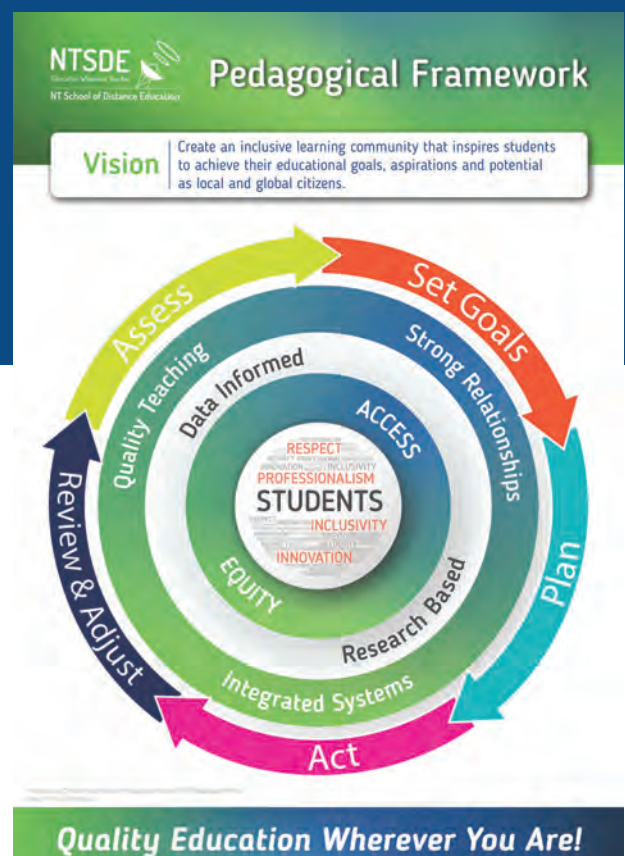 NTSDE
Education Wherever You Are
NT School of Distance Education
Pedagogical Framework
Vision
Create an inclusive learning community that inspires students
to achieve their educational goals, aspirations and potential
as local and global citizens.
Assess
Set Goals
Plan
Act
Review & Adjust
Quality Teaching
Strong Relationships
Integrated Systems
Data Informed
Research Based
ACCESS
EQUITY
RESPECT
INNOVATION
INCLUSIVITY
PROFESSIONALISM
STUDENTS
INCLUSIVITY
INNOVATION
Quality Education Wherever You Are!